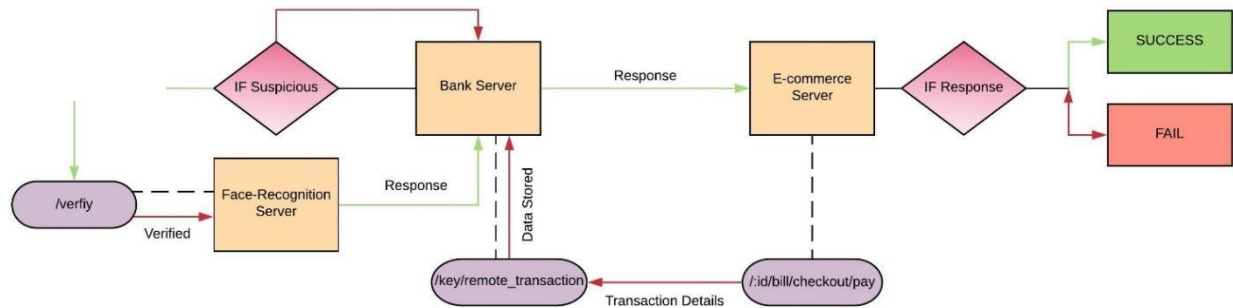 SUCCESS
IF Suspicious
Bank Server
Response
E-commerce
Server
IF Response
FAIL
/verfiy
Face-Recognition
Server
Response
Verified
Data Stored
/key/remote_transaction
/:id/bill/checkout/pay
Transaction Details